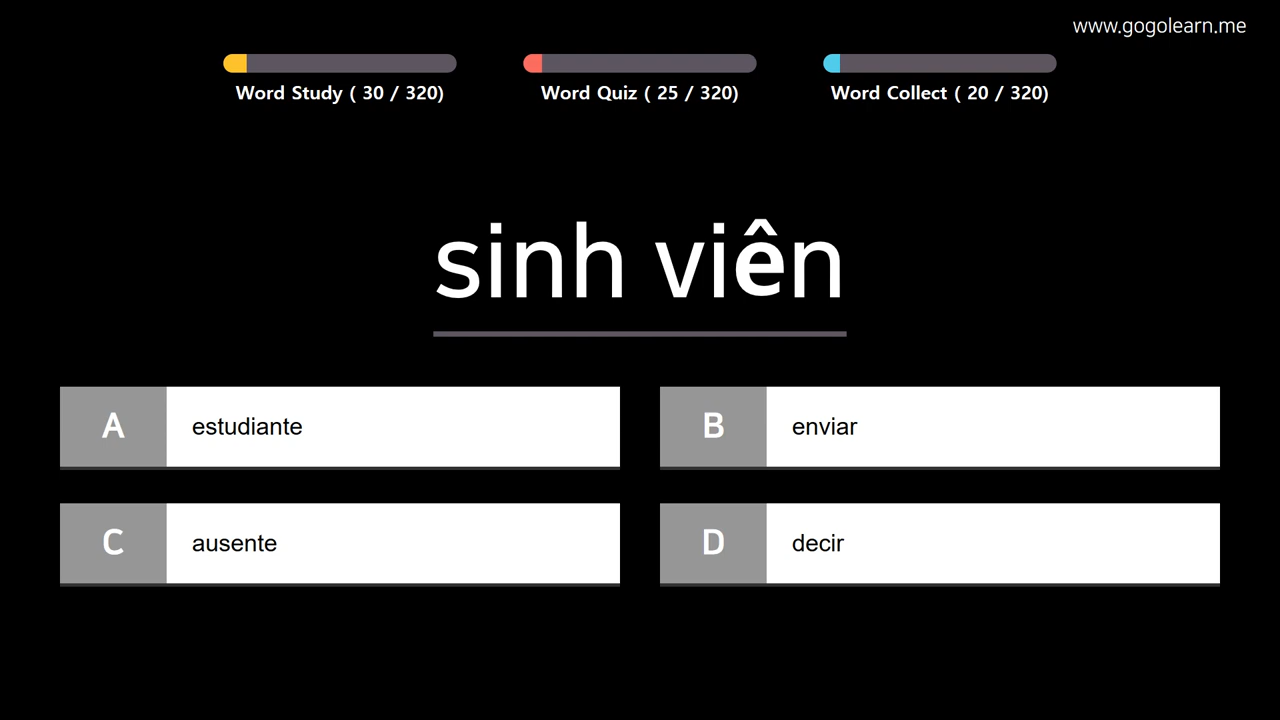 www.gogolearn.me
Word Study ( 30 / 320)
Word Quiz ( 25 / 320)
Word Collect ( 20 / 320)
sinh viên
A estudiante
B enviar
C ausente
D decir